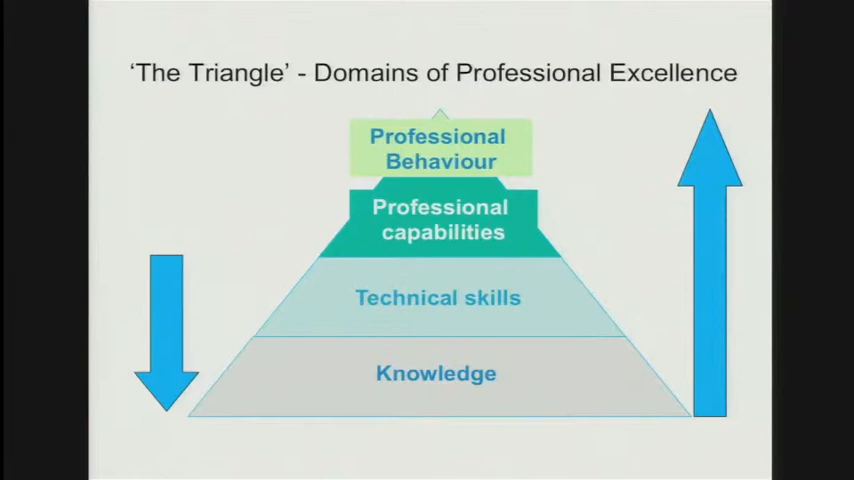 ‘The Triangle’ - Domains of Professional Excellence
Professional
Behaviour
Professional
capabilities
Technical skills
Knowledge